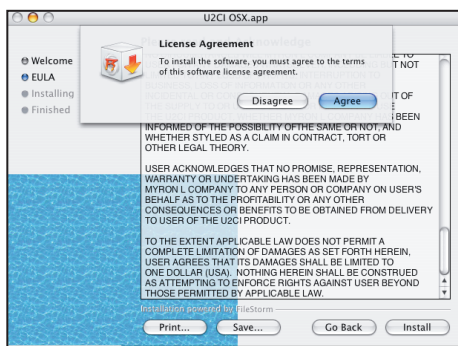 U2CI OSX.app
License Agreement
To install the software, you must agree to the terms
of this software license agreement.
Disagree
Agree
Welcome
EULA
Installing
Finished
INFORMED OF THE POSSIBILITY OFTHE SAME OR NOT, AND
WHETHER STYLED AS A CLAIM IN CONTRACT, TORT OR
OTHER LEGAL THEORY.
USER ACKNOWLEDGES THAT NO PROMISE, REPRESENTATION,
WARRANTY OR UNDERTAKING HAS BEEN MADE BY
MYRON L COMPANY TO ANY PERSON OR COMPANY ON USER'S
BEHALF AS TO THE PROFITABILITY OR ANY OTHER
CONSEQUENCES OR BENEFITS TO BE OBTAINED FROM DELIVERY
TO USER OF THE U2CI PRODUCT.
TO THE EXTENT APPLICABLE LAW DOES NOT PERMIT A
COMPLETE LIMITATION OF DAMAGES AS SET FORTH HEREIN,
USER AGREES THAT ITS DAMAGES SHALL BE LIMITED TO
ONE DOLLAR (USA). NOTHING HEREIN SHALL BE CONSTRUED
AS ATTEMPTING TO ENFORCE RIGHTS AGAINST USER BEYOND
THOSE PERMITTED BY APPLICABLE LAW.
Installation powered by FileStorm
Print...
Save...
Go Back
Install